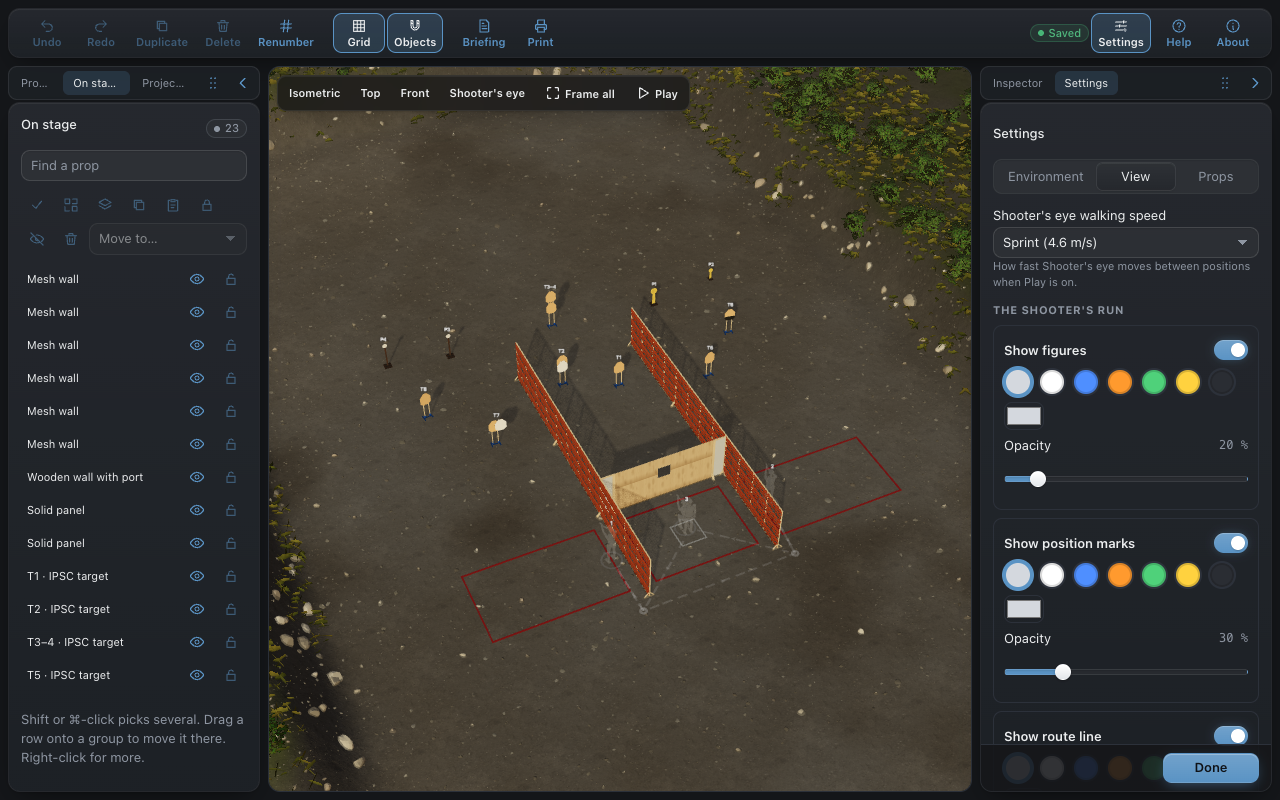 Undo
Redo
Duplicate
Delete
Renumber
Grid
Objects
Briefing
Print
Saved
Settings
Help
About
Pro...
On sta...
Projec...
On stage
23
Find a prop
Move to...
Mesh wall
Mesh wall
Mesh wall
Mesh wall
Mesh wall
Mesh wall
Wooden wall with port
Solid panel
Solid panel
T1 · IPSC target
T2 · IPSC target
T3–4 · IPSC target
T5 · IPSC target
Shift or ⌘-click picks several. Drag a
row onto a group to move it there.
Right-click for more.
Isometric
Top
Front
Shooter's eye
Frame all
Play
Inspector
Settings
Settings
Environment
View
Props
Shooter's eye walking speed
Sprint (4.6 m/s)
How fast Shooter's eye moves between positions
when Play is on.
THE SHOOTER'S RUN
Show figures
Opacity
20 %
Show position marks
Opacity
30 %
Show route line
Done